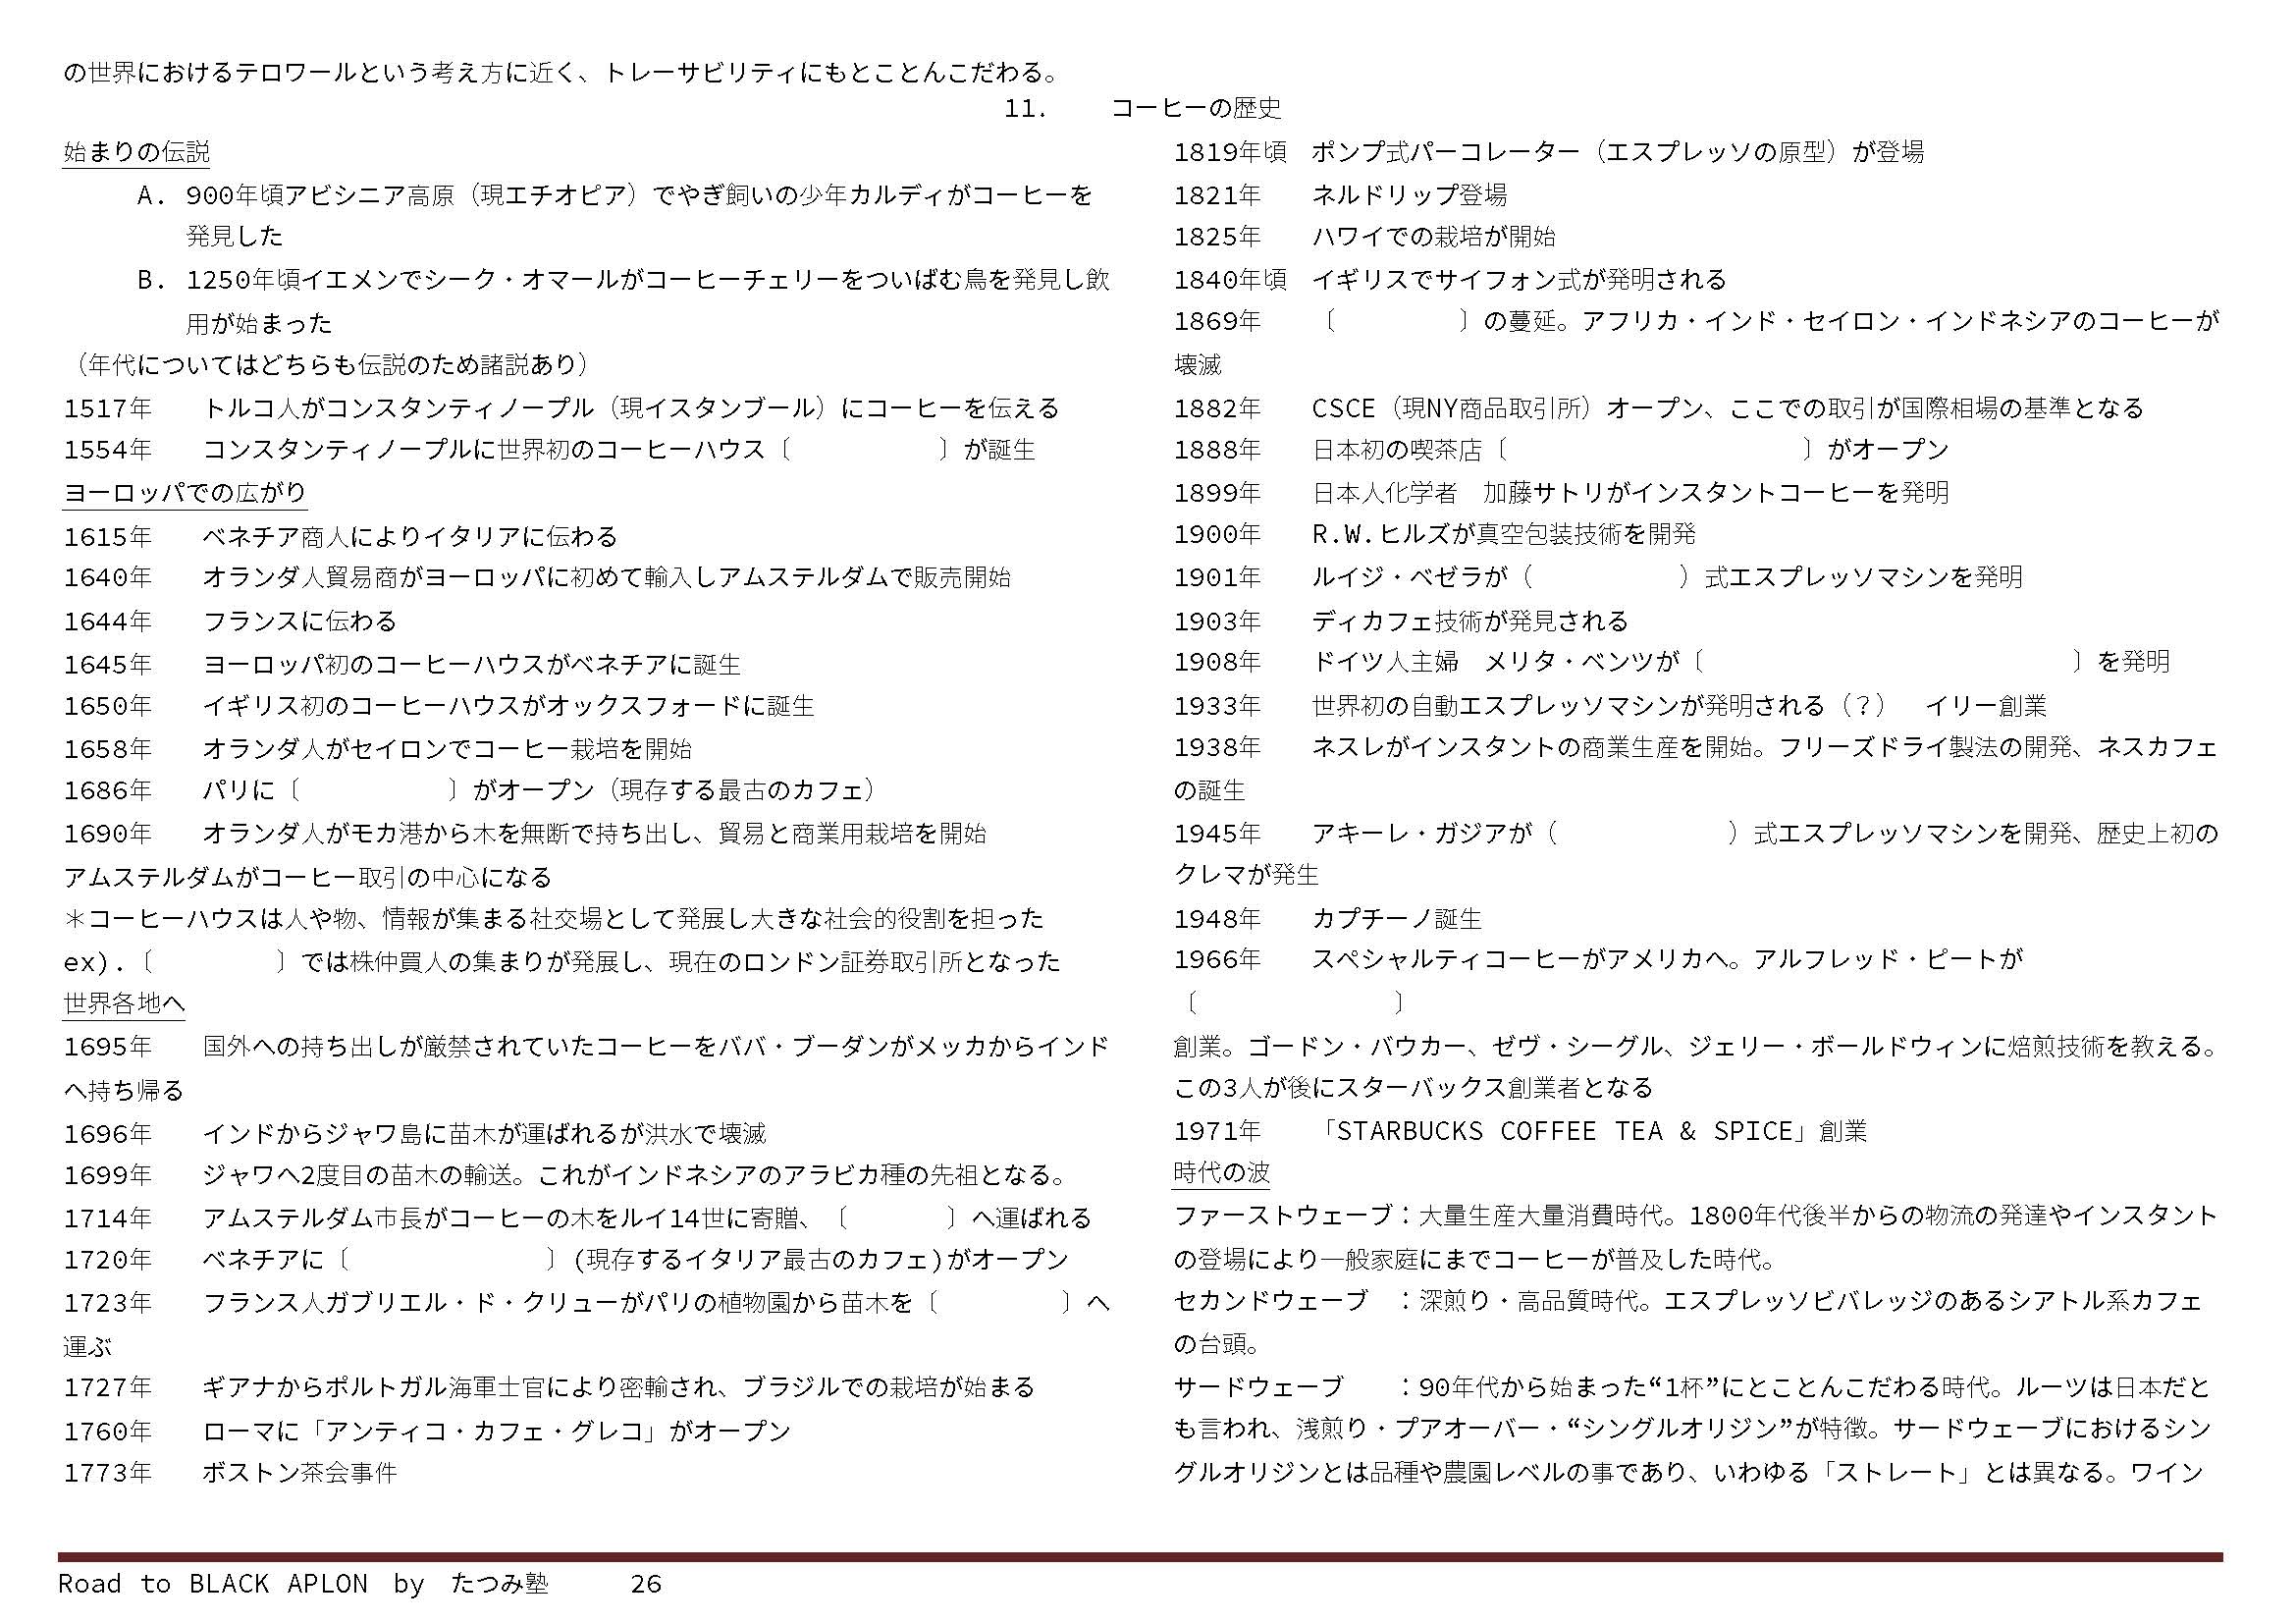 の世界におけるテロワールという考え方に近く、トレーサビリティにもとことんこだわる。
11.　　コーヒーの歴史
始まりの伝説
A. 900年頃アビシニア高原（現エチオピア）でやぎ飼いの少年カルディがコーヒーを
発見した
B. 1250年頃イエメンでシーク・オマールがコーヒーチェリーをついばむ鳥を発見し飲
用が始まった
（年代についてはどちらも伝説のため諸説あり）
1517年　　トルコ人がコンスタンティノープル（現イスタンブール）にコーヒーを伝える
1554年　　コンスタンティノープルに世界初のコーヒーハウス〔　　　　　　〕が誕生
ヨーロッパでの広がり
1615年　　ベネチア商人によりイタリアに伝わる
1640年　　オランダ人貿易商がヨーロッパに初めて輸入しアムステルダムで販売開始
1644年　　フランスに伝わる
1645年　　ヨーロッパ初のコーヒーハウスがベネチアに誕生
1650年　　イギリス初のコーヒーハウスがオックスフォードに誕生
1658年　　オランダ人がセイロンでコーヒー栽培を開始
1686年　　パリに〔　　　　　　〕がオープン（現存する最古のカフェ）
1690年　　オランダ人がモカ港から木を無断で持ち出し、貿易と商業用栽培を開始
アムステルダムがコーヒー取引の中心になる
＊コーヒーハウスは人や物、情報が集まる社交場として発展し大きな社会的役割を担った
ex).〔　　　　　〕では株仲買人の集まりが発展し、現在のロンドン証券取引所となった
世界各地へ
1695年　　国外への持ち出しが厳禁されていたコーヒーをババ・ブーダンがメッカからインド
へ持ち帰る
1696年　　インドからジャワ島に苗木が運ばれるが洪水で壊滅
1699年　　ジャワへ2度目の苗木の輸送。これがインドネシアのアラビカ種の先祖となる。
1714年　　アムステルダム市長がコーヒーの木をルイ14世に寄贈、〔　　　　〕へ運ばれる
1720年　　ベネチアに〔　　　　　　　　〕(現存するイタリア最古のカフェ)がオープン
1723年　　フランス人ガブリエル・ド・クリューがパリの植物園から苗木を〔　　　　　〕へ
運ぶ
1727年　　ギアナからポルトガル海軍士官により密輸され、ブラジルでの栽培が始まる
1760年　　ローマに「アンティコ・カフェ・グレコ」がオープン
1773年　　ボストン茶会事件
1819年頃　ポンプ式パーコレーター（エスプレッソの原型）が登場
1821年　　ネルドリップ登場
1825年　　ハワイでの栽培が開始
1840年頃　イギリスでサイフォン式が発明される
1869年　　〔　　　　　〕の蔓延。アフリカ・インド・セイロン・インドネシアのコーヒーが
壊滅
1882年　　CSCE（現NY商品取引所）オープン、ここでの取引が国際相場の基準となる
1888年　　日本初の喫茶店〔　　　　　　　　　　　　〕がオープン
1899年　　日本人化学者　加藤サトリがインスタントコーヒーを発明
1900年　　R.W.ヒルズが真空包装技術を開発
1901年　　ルイジ・ベゼラが（　　　　　　）式エスプレッソマシンを発明
1903年　　ディカフェ技術が発見される
1908年　　ドイツ人主婦　メリタ・ベンツが〔　　　　　　　　　　　　　　　〕を発明
1933年　　世界初の自動エスプレッソマシンが発明される（？）　イリー創業
1938年　　ネスレがインスタントの商業生産を開始。フリーズドライ製法の開発、ネスカフェ
の誕生
1945年　　アキーレ・ガジアが（　　　　　　　）式エスプレッソマシンを開発、歴史上初の
クレマが発生
1948年　　カプチーノ誕生
1966年　　スペシャルティコーヒーがアメリカへ。アルフレッド・ピートが
〔　　　　　　　　〕
創業。ゴードン・バウカー、ゼヴ・シーグル、ジェリー・ボールドウィンに焙煎技術を教える。
この3人が後にスターバックス創業者となる
1971年　　「STARBUCKS COFFEE TEA & SPICE」創業
時代の波
ファーストウェーブ：大量生産大量消費時代。1800年代後半からの物流の発達やインスタント
の登場により一般家庭にまでコーヒーが普及した時代。
セカンドウェーブ　：深煎り・高品質時代。エスプレッソビバレッジのあるシアトル系カフェ
の台頭。
サードウェーブ　　：90年代から始まった“1杯”にとことんこだわる時代。ルーツは日本だと
も言われ、浅煎り・プアオーバー・“シングルオリジン”が特徴。サードウェーブにおけるシン
グルオリジンとは品種や農園レベルの事であり、いわゆる「ストレート」とは異なる。ワイン
Road to BLACK APLON by たつみ塾　　26